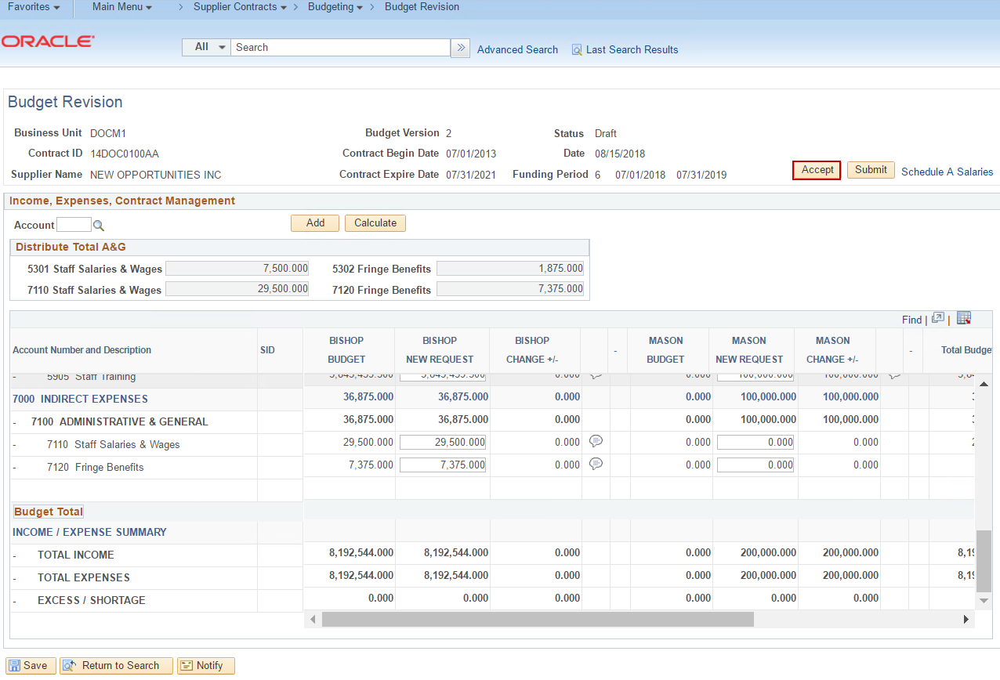 Favorites Main Menu > Supplier Contracts > Budgeting > Budget Revision
ORACLE
All Search » Advanced Search Last Search Results
Budget Revision
Business Unit DOCM1 Budget Version 2 Status Draft
Contract ID 14DOC0100AA Contract Begin Date 07/01/2013 Date 08/15/2018
Supplier Name NEW OPPORTUNITIES INC Contract Expire Date 07/31/2021 Funding Period 6 07/01/2018 07/31/2019 Accept Submit Schedule A Salaries
Income, Expenses, Contract Management
Account Add Calculate
Distribute Total A&G
5301 Staff Salaries & Wages 7,500.000 5302 Fringe Benefits 1,875.000
7110 Staff Salaries & Wages 29,500.000 7120 Fringe Benefits 7,375.000
Find | |
Account Number and Description SID BISHOP BUDGET BISHOP NEW REQUEST BISHOP CHANGE +/- - MASON BUDGET MASON NEW REQUEST MASON CHANGE +/- - Total Budge
- 5905 Staff Training 0.000 0.000 100,000.000 100,000.000
7000 INDIRECT EXPENSES 36,875.000 36,875.000 0.000 0.000 100,000.000 100,000.000
- 7100 ADMINISTRATIVE & GENERAL 36,875.000 36,875.000 0.000 0.000 100,000.000 100,000.000
- 7110 Staff Salaries & Wages 29,500.000 29,500.000 0.000 0.000 0.000 0.000
- 7120 Fringe Benefits 7,375.000 7,375.000 0.000 0.000 0.000 0.000
Budget Total
INCOME / EXPENSE SUMMARY
- TOTAL INCOME 8,192,544.000 8,192,544.000 0.000 0.000 200,000.000 200,000.000 8,19
- TOTAL EXPENSES 8,192,544.000 8,192,544.000 0.000 0.000 200,000.000 200,000.000 8,19
- EXCESS / SHORTAGE 0.000 0.000 0.000 0.000 0.000 0.000
Save Return to Search Notify